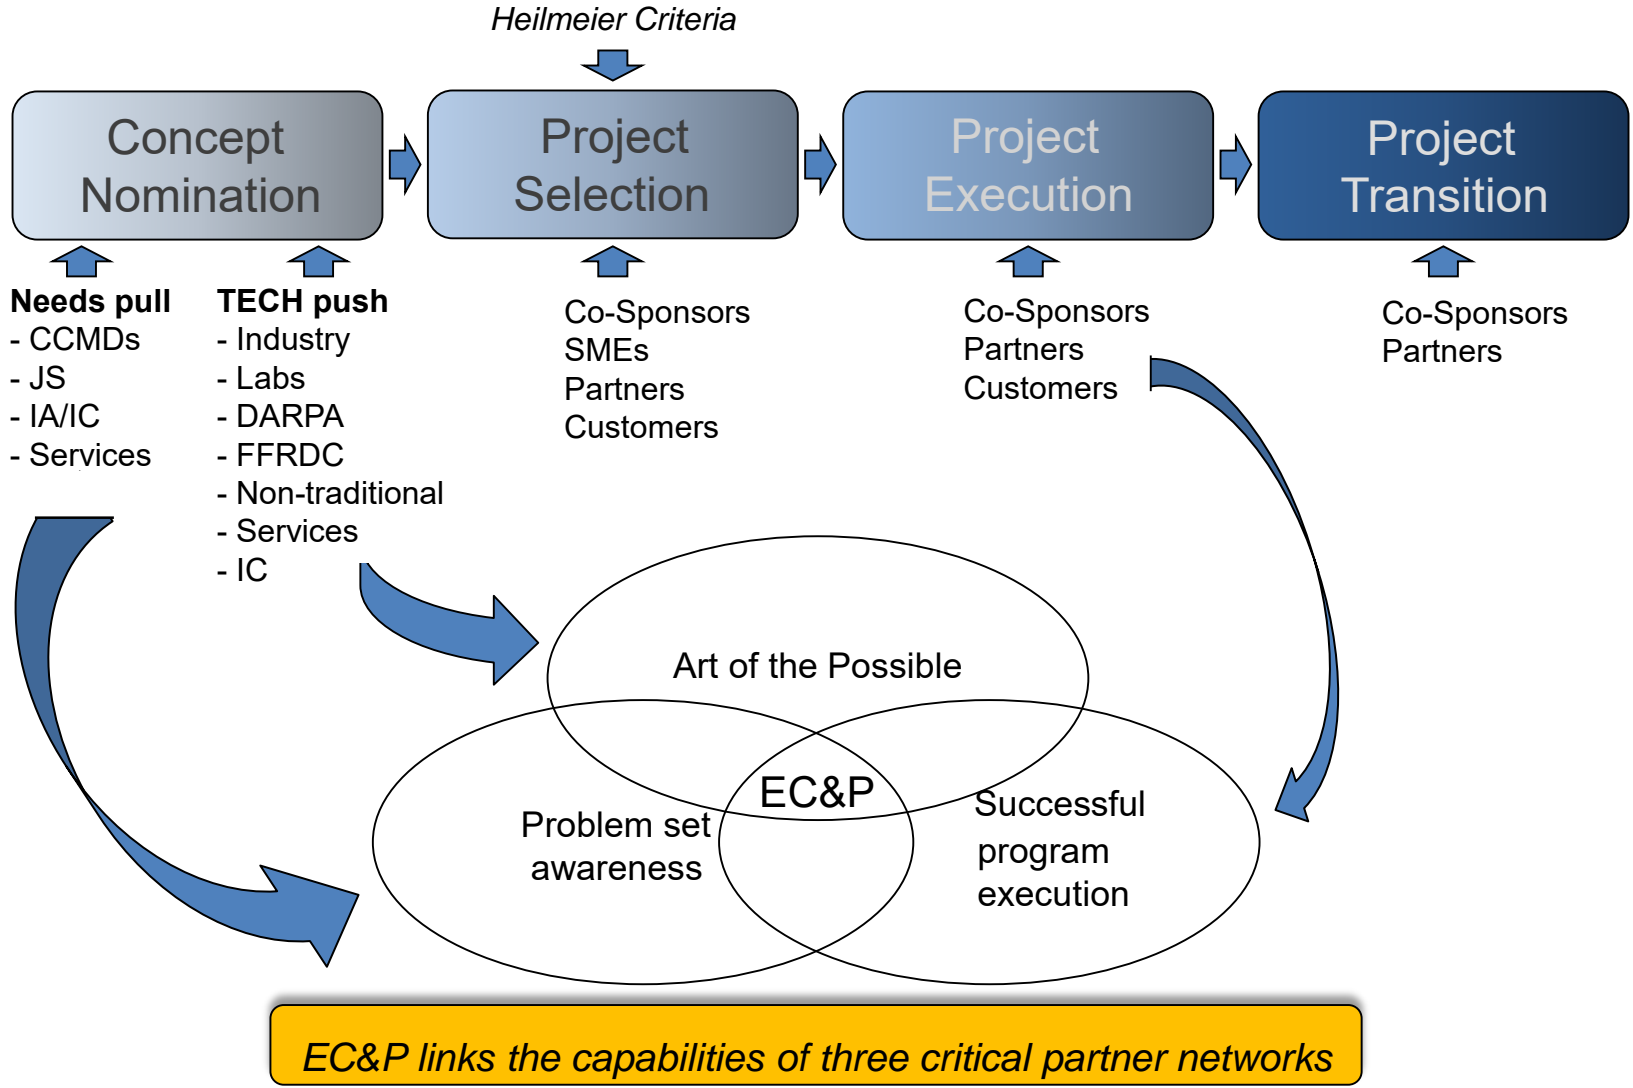 Heilmeier Criteria
Concept
Nomination
Project
Selection
Project
Execution
Project
Transition
Needs pull
- CCMDs
- JS
- IA/IC
- Services
TECH push
- Industry
- Labs
- DARPA
- FFRDC
- Non-traditional
- Services
- IC
Co-Sponsors
SMEs
Partners
Customers
Co-Sponsors
Partners
Customers
Co-Sponsors
Partners
Art of the Possible
EC&P
Problem set
awareness
Successful
program
execution
EC&P links the capabilities of three critical partner networks